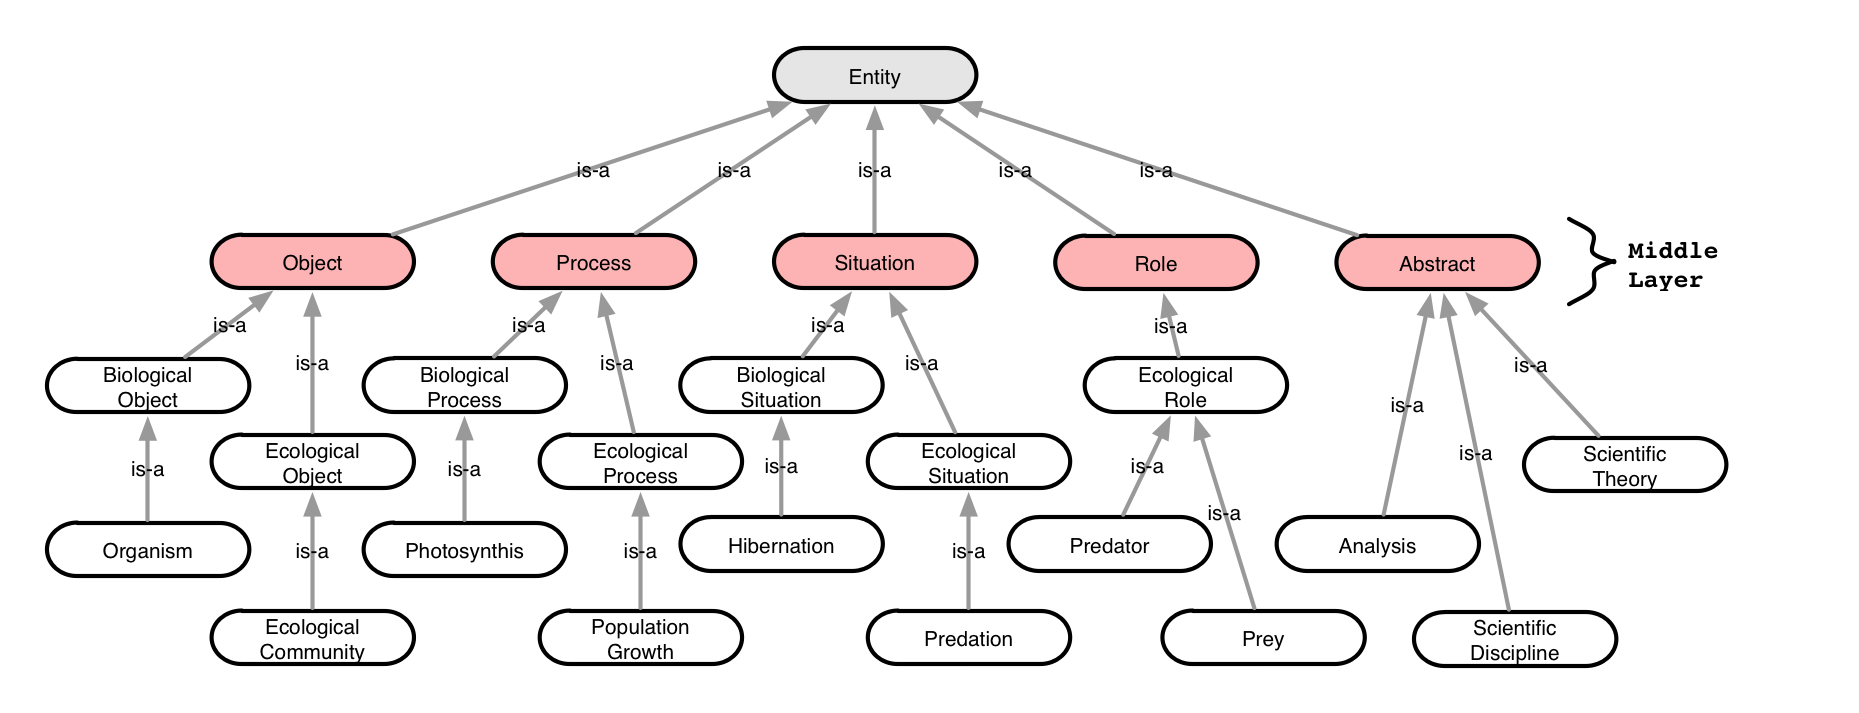 Entity
is-a is-a is-a is-a is-a
Object Process Situation Role Abstract
Middle
Layer
is-a is-a is-a is-a
is-a is-a is-a is-a
Biological
Object
Biological
Process
Biological
Situation
Ecological
Role
is-a
is-a
Ecological
Object
Ecological
Process
Ecological
Situation
Scientific
Theory
is-a is-a is-a is-a
is-a
Organism Photosynthis Hibernation Predator Analysis
is-a is-a is-a
Ecological
Community
Population
Growth
Predation
Prey
Scientific
Discipline